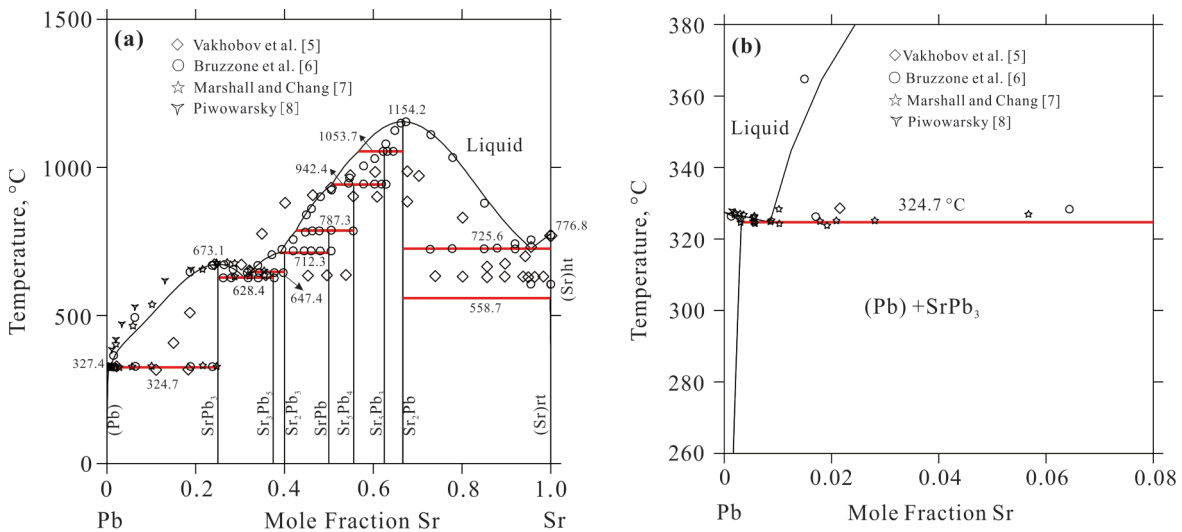 (a)
Vakhobov et al. [5]
Bruzzone et al. [6]
Marshall and Chang [7]
Piwowarsky [8]
Temperature, °C
1500
1000
500
0
1154.2
1053.7
Liquid
942.4
787.3
776.8
725.6
712.3
673.1
647.4
628.4
558.7
327.4
324.7
(Pb)
SrPb3
Sr3Pb5
Sr2Pb3
SrPb
Sr5Pb4
Sr5Pb3
Sr2Pb
(Sr)rt
(Sr)ht
0 0.2 0.4 0.6 0.8 1.0
Pb Mole Fraction Sr Sr
(b)
Vakhobov et al. [5]
Bruzzone et al. [6]
Marshall and Chang [7]
Piwowarsky [8]
Temperature, °C
380
360
340
320
300
280
260
Liquid
324.7 °C
(Pb) +SrPb3
0 0.02 0.04 0.06 0.08
Pb Mole Fraction Sr